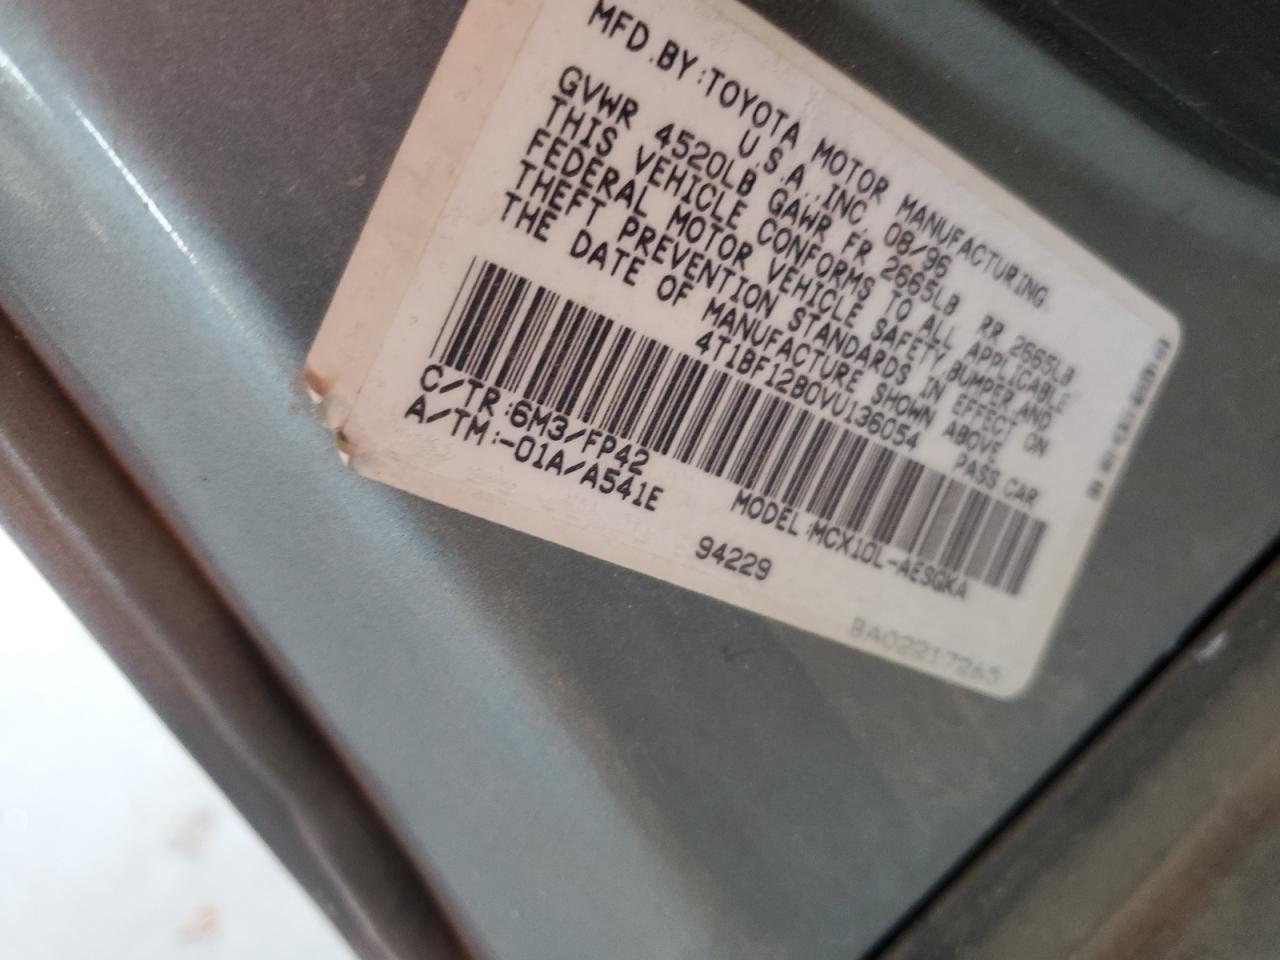 MFD.BY:TOYOTA MOTOR MANUFACTURING.
U.S.A.,INC. 08/96
GVWR 4520LB GAWR FR 2665LB RR 2665LB
THIS VEHICLE CONFORMS TO ALL APPLICABLE
FEDERAL MOTOR VEHICLE SAFETY,BUMPER,AND
THEFT PREVENTION STANDARDS IN EFFECT ON
THE DATE OF MANUFACTURE SHOWN ABOVE
4T1BF12B0VU136054 PASS.CAR
C/TR:6M3/FP42 MODEL:MCX10L-AESGKA
A/TM:-01A/A541E
94229
BA02217265